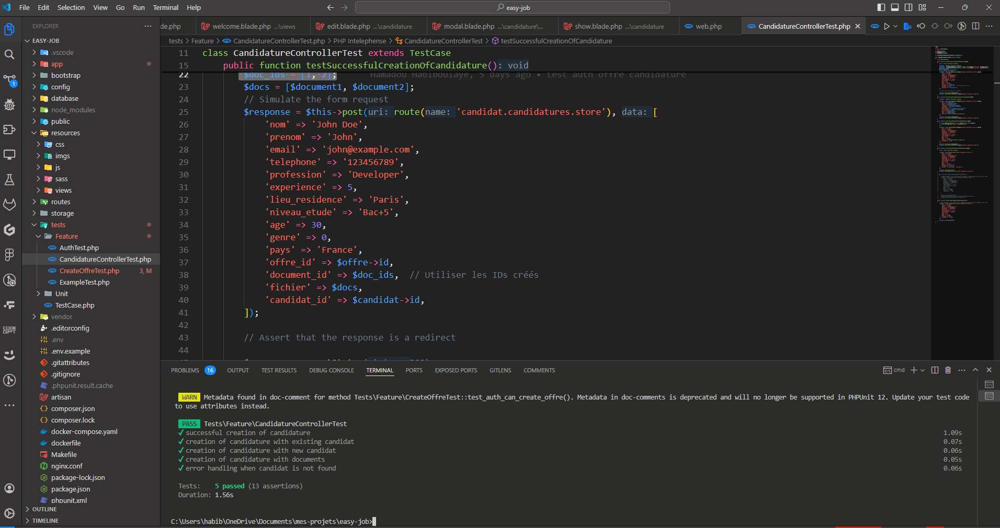 File Edit Selection View Go Run Terminal Help
easy-job
EXPLORER
de.php
welcome.blade.php ...\views
edit.blade.php ...\candidature
modal.blade.php ...\candidature\...
show.blade.php ...\candidature
web.php
CandidatureControllerTest.php
tests > Feature > CandidatureControllerTest.php > PHP Intelephense > CandidatureControllerTest > testSuccessfulCreationOfCandidature
EASY-JOB
.vscode
app
bootstrap
config
database
node_modules
public
resources
css
imgs
js
sass
views
routes
storage
tests
Feature
AuthTest.php
CandidatureControllerTest.php
CreateOffreTest.php 3, M
ExampleTest.php
Unit
TestCase.php
vendor
.editorconfig
.env
.env.example
.gitattributes
.gitignore
.phpunit.result.cache
artisan
composer.json
composer.lock
docker-compose.yaml
dockerfile
Makefile
nginx.conf
package-lock.json
package.json
phpunit.xml
OUTLINE
TIMELINE
1
CODE
GPT
11 class CandidatureControllerTest extends TestCase
15 public function testSuccessfulCreationOfCandidature(): void
22 $doc_ids = [1, 2]; Hamadou Habiboulaye, 5 days ago • test auth offre candidature
23 $docs = [$document1, $document2];
24 // Simulate the form request
25 $response = $this->post(uri: route(name: 'candidat.candidatures.store'), data: [
26 'nom' => 'John Doe',
27 'prenom' => 'John',
28 'email' => 'john@example.com',
29 'telephone' => '123456789',
30 'profession' => 'Developer',
31 'experience' => 5,
32 'lieu_residence' => 'Paris',
33 'niveau_etude' => 'Bac+5',
34 'age' => 30,
35 'genre' => 0,
36 'pays' => 'France',
37 'offre_id' => $offre->id,
38 'document_id' => $doc_ids, // Utiliser les IDs créés
39 'fichier' => $docs,
40 'candidat_id' => $candidat->id,
41 ]);
42
43 // Assert that the response is a redirect
44
PROBLEMS 16 OUTPUT TEST RESULTS DEBUG CONSOLE TERMINAL PORTS EXPOSED PORTS GITLENS COMMENTS
cmd
WARN Metadata found in doc-comment for method Tests\Feature\CreateOffreTest::test_auth_can_create_offre(). Metadata in doc-comments is deprecated and will no longer be supported in PHPUnit 12. Update your test code
to use attributes instead.
PASS Tests\Feature\CandidatureControllerTest
✓ successful creation of candidature 1.09s
✓ creation of candidature with existing candidat 0.07s
✓ creation of candidature with new candidat 0.06s
✓ creation of candidature with documents 0.05s
✓ error handling when candidat is not found 0.06s
Tests: 5 passed (13 assertions)
Duration: 1.56s
C:\Users\habib\OneDrive\Documents\mes-projets\easy-job>